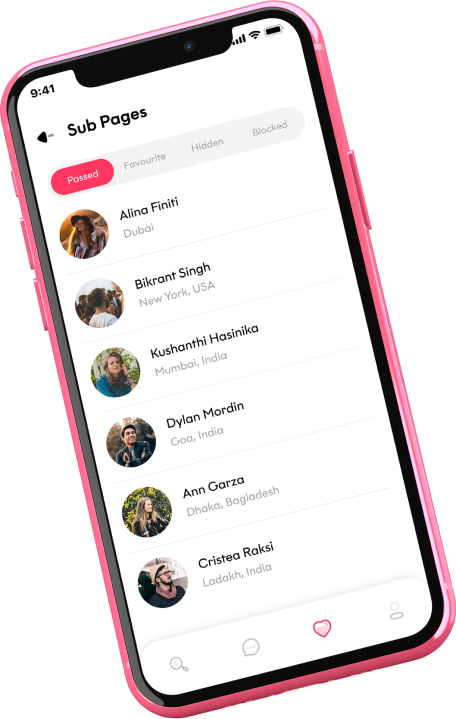 9:41
Sub Pages
Passed Favourite Hidden Blocked
Alina Finiti
Dubai
Bikrant Singh
New York, USA
Kushanthi Hasinika
Mumbai, India
Dylan Mordin
Goa, India
Ann Garza
Dhaka, Bagladesh
Cristea Raksi
Ladakh, India